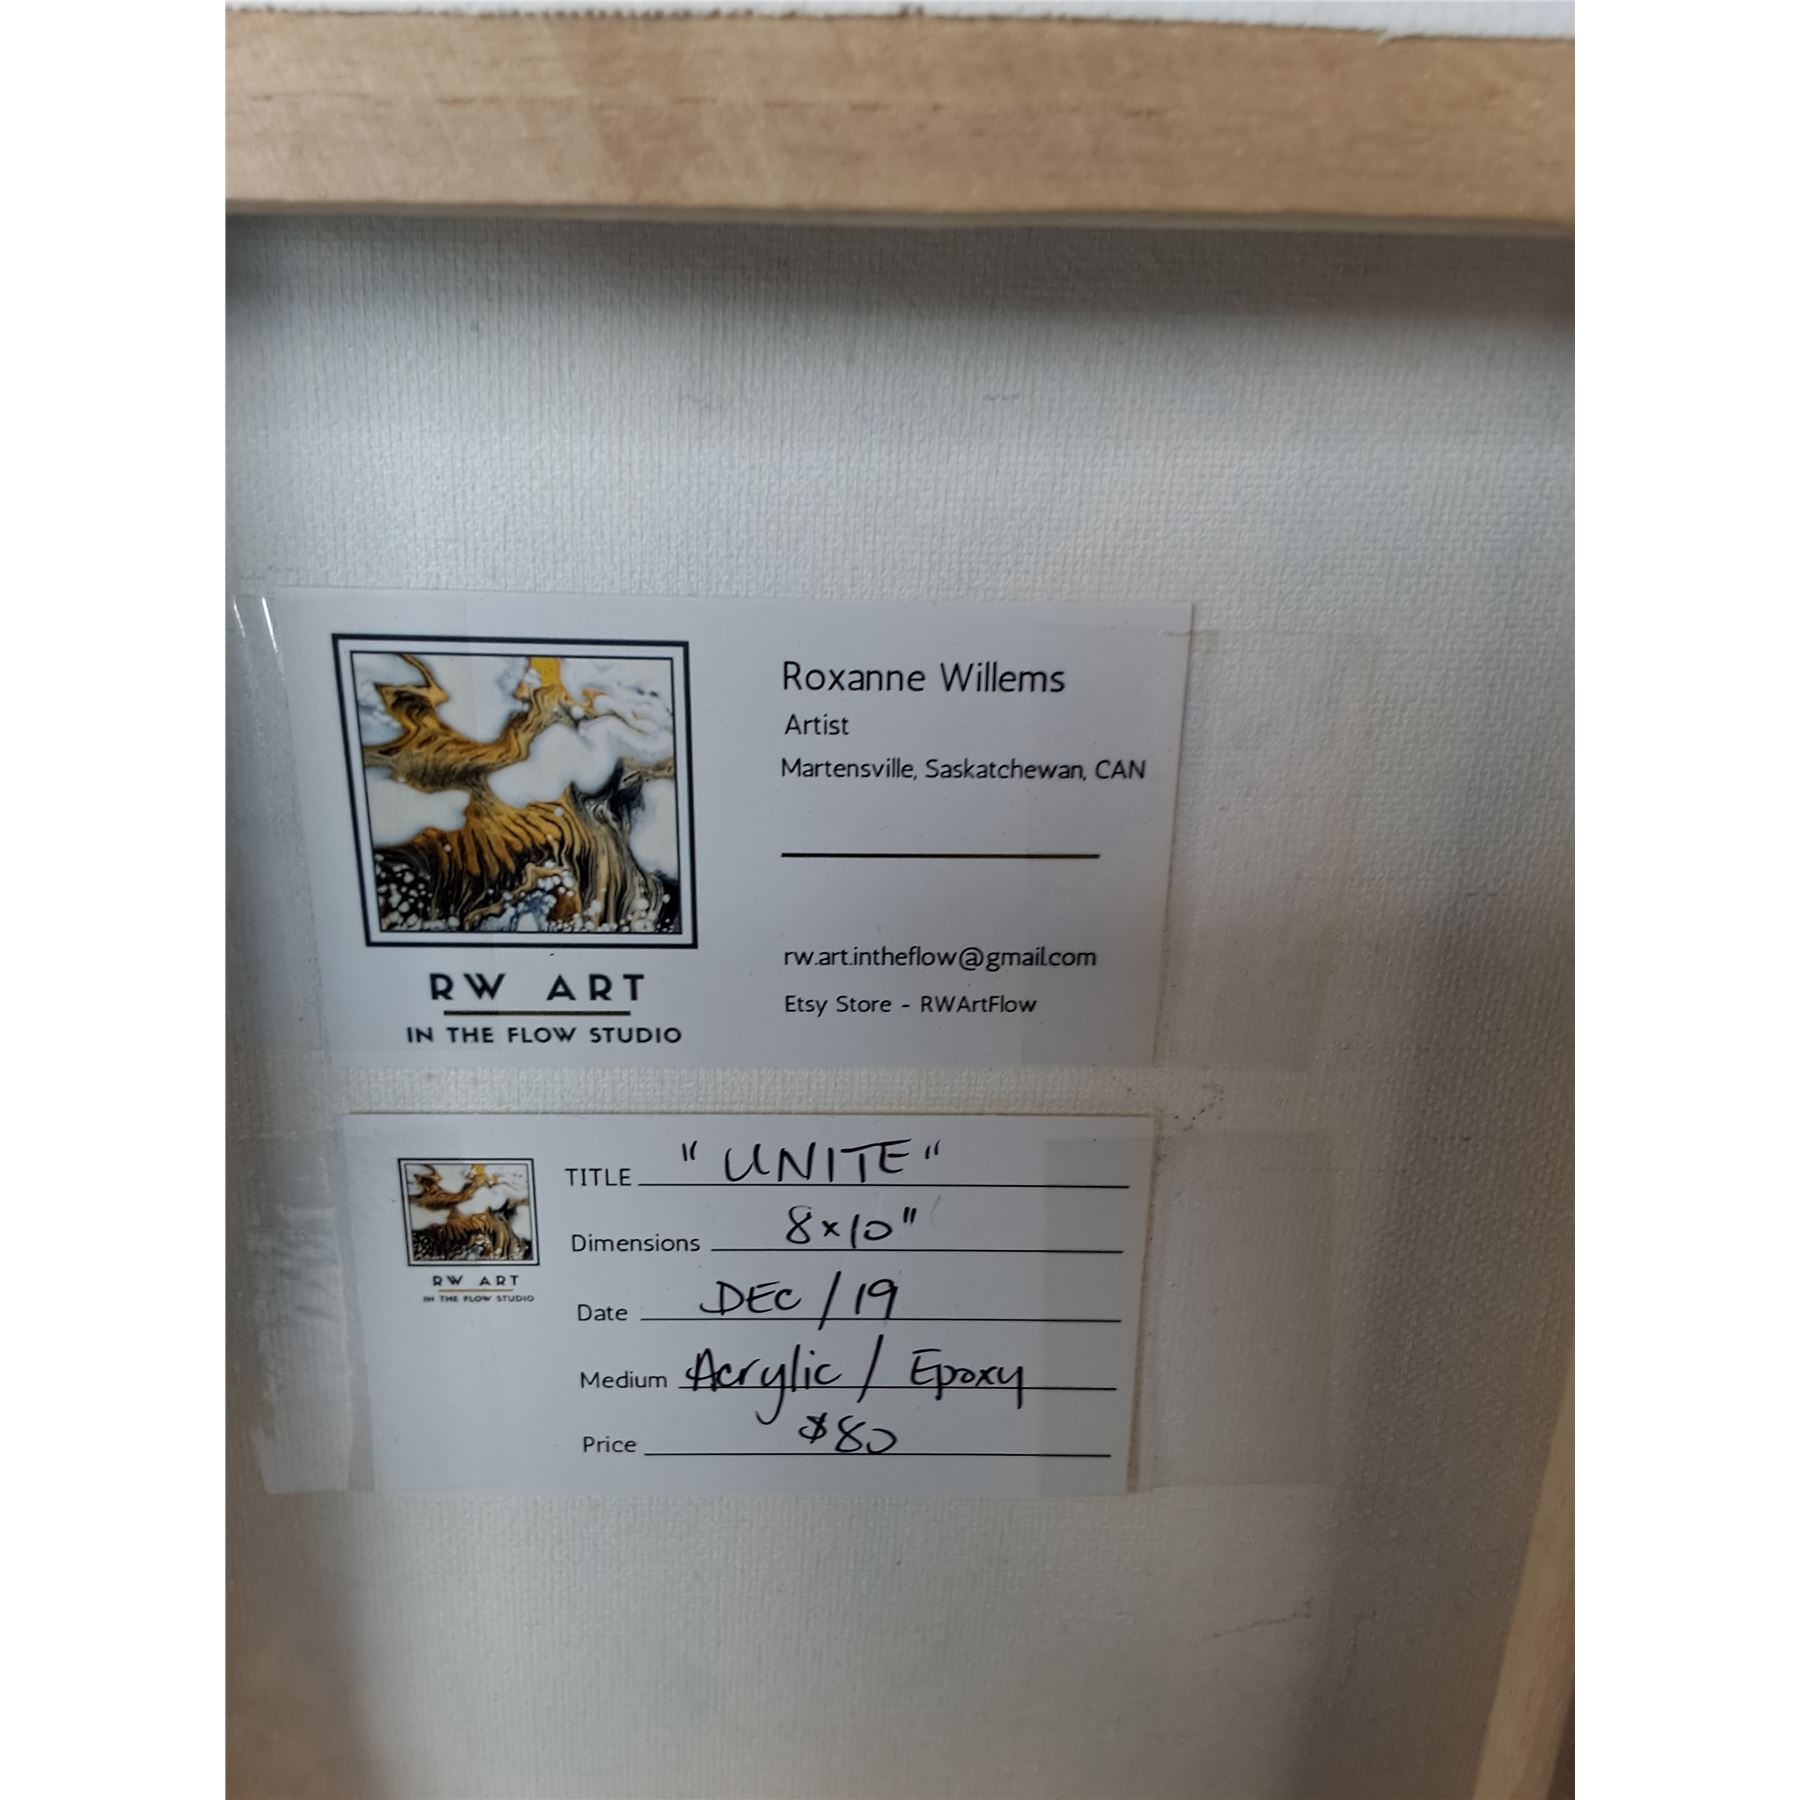 Roxanne Willems
Artist
Martensville, Saskatchewan, CAN
rw.art.intheflow@gmail.com
Etsy Store - RWArtFlow
RW ART
IN THE FLOW STUDIO
TITLE "UNITE"
Dimensions 8x10"
Date DEC / 19
Medium Acrylic / Epoxy
Price $80
RW ART
IN THE FLOW STUDIO